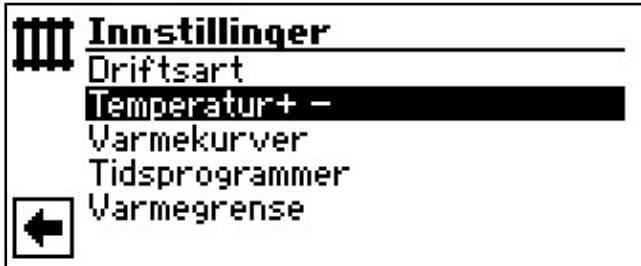 Innstillinger
Driftsart
Temperatur+ −
Varmekurver
Tidsprogrammer
Varmegrense